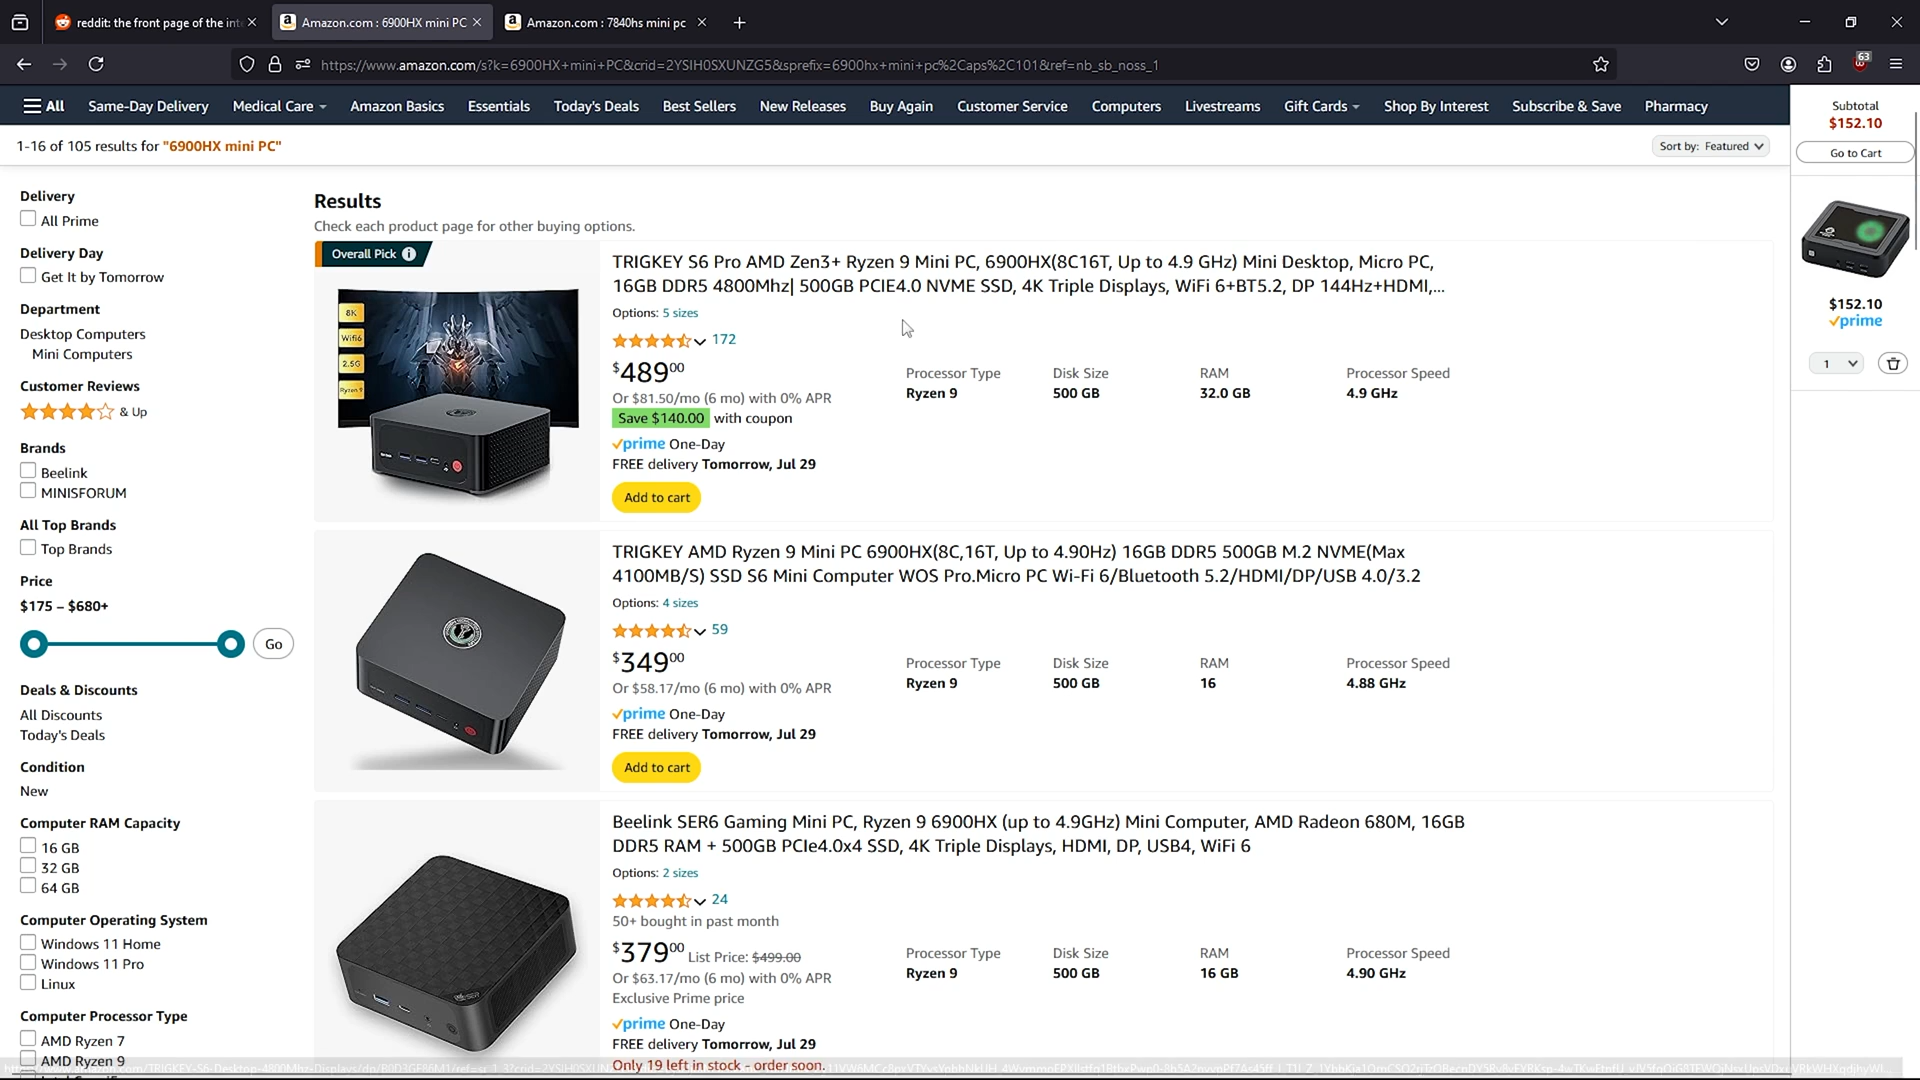 reddit: the front page of the int
Amazon.com : 6900HX mini PC
Amazon.com : 7840hs mini pc
https://www.amazon.com/s?k=6900HX+mini+PC&crid=2YSIH0SXUNZG5&sprefix=6900hx+mini+pc%2Caps%2C101&ref=nb_sb_noss_1
63
All Same-Day Delivery Medical Care Amazon Basics Essentials Today's Deals Best Sellers New Releases Buy Again Customer Service Computers Livestreams Gift Cards Shop By Interest Subscribe & Save Pharmacy
1-16 of 105 results for "6900HX mini PC"
Sort by: Featured
Subtotal
$152.10
Go to Cart
$152.10
prime
1
Delivery
All Prime
Delivery Day
Get It by Tomorrow
Department
Desktop Computers
Mini Computers
Customer Reviews
& Up
Brands
Beelink
MINISFORUM
All Top Brands
Top Brands
Price
$175 – $680+
Go
Deals & Discounts
All Discounts
Today's Deals
Condition
New
Computer RAM Capacity
16 GB
32 GB
64 GB
Computer Operating System
Windows 11 Home
Windows 11 Pro
Linux
Computer Processor Type
AMD Ryzen 7
AMD Ryzen 9
Results
Check each product page for other buying options.
Overall Pick
8K
Wifi6
2.5G
Ryzen 9
TRIGKEY S6 Pro AMD Zen3+ Ryzen 9 Mini PC, 6900HX(8C16T, Up to 4.9 GHz) Mini Desktop, Micro PC,
16GB DDR5 4800Mhz| 500GB PCIE4.0 NVME SSD, 4K Triple Displays, WiFi 6+BT5.2, DP 144Hz+HDMI,...
Options: 5 sizes
172
$489 00
Or $81.50/mo (6 mo) with 0% APR
Save $140.00 with coupon
prime One-Day
FREE delivery Tomorrow, Jul 29
Add to cart
Processor Type Disk Size RAM Processor Speed
Ryzen 9 500 GB 32.0 GB 4.9 GHz
TRIGKEY AMD Ryzen 9 Mini PC 6900HX(8C,16T, Up to 4.90Hz) 16GB DDR5 500GB M.2 NVME(Max
4100MB/S) SSD S6 Mini Computer WOS Pro.Micro PC Wi-Fi 6/Bluetooth 5.2/HDMI/DP/USB 4.0/3.2
Options: 4 sizes
59
$349 00
Or $58.17/mo (6 mo) with 0% APR
prime One-Day
FREE delivery Tomorrow, Jul 29
Add to cart
Processor Type Disk Size RAM Processor Speed
Ryzen 9 500 GB 16 4.88 GHz
Beelink SER6 Gaming Mini PC, Ryzen 9 6900HX (up to 4.9GHz) Mini Computer, AMD Radeon 680M, 16GB
DDR5 RAM + 500GB PCIe4.0x4 SSD, 4K Triple Displays, HDMI, DP, USB4, WiFi 6
Options: 2 sizes
24
50+ bought in past month
$379 00 List Price: $499.00
Or $63.17/mo (6 mo) with 0% APR
Exclusive Prime price
prime One-Day
FREE delivery Tomorrow, Jul 29
Only 19 left in stock - order soon.
Processor Type Disk Size RAM Processor Speed
Ryzen 9 500 GB 16 GB 4.90 GHz